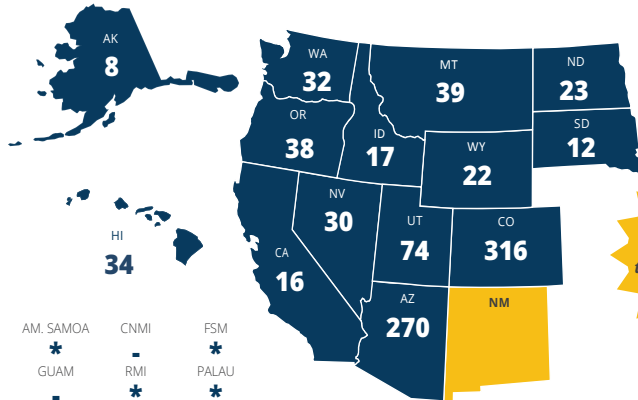 AK
8
WA
32
MT
39
ND
23
OR
38
ID
17
SD
12
WY
22
NV
30
HI
34
UT
74
CO
316
CA
16
AZ
270
NM
AM. SAMOA CNMI FSM
* - *
GUAM RMI PALAU
- * *